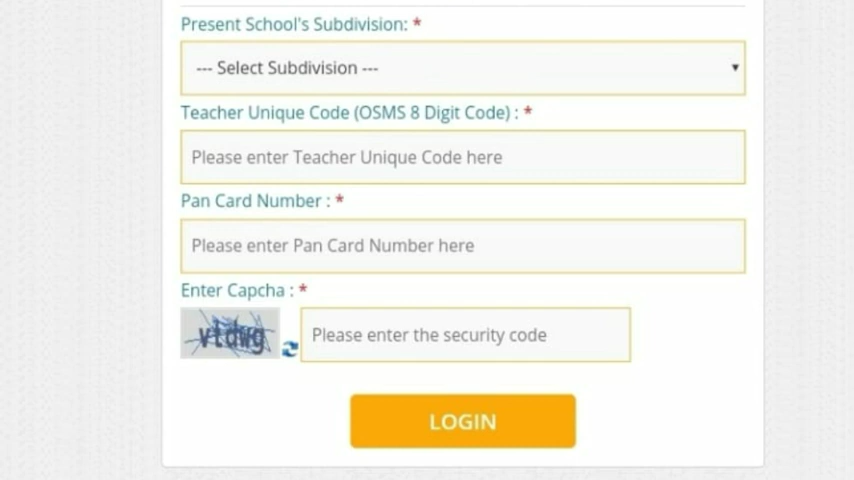 Present School's Subdivision: *
--- Select Subdivision ---
Teacher Unique Code (OSMS 8 Digit Code) : *
Please enter Teacher Unique Code here
Pan Card Number : *
Please enter Pan Card Number here
Enter Capcha : *
Please enter the security code
LOGIN